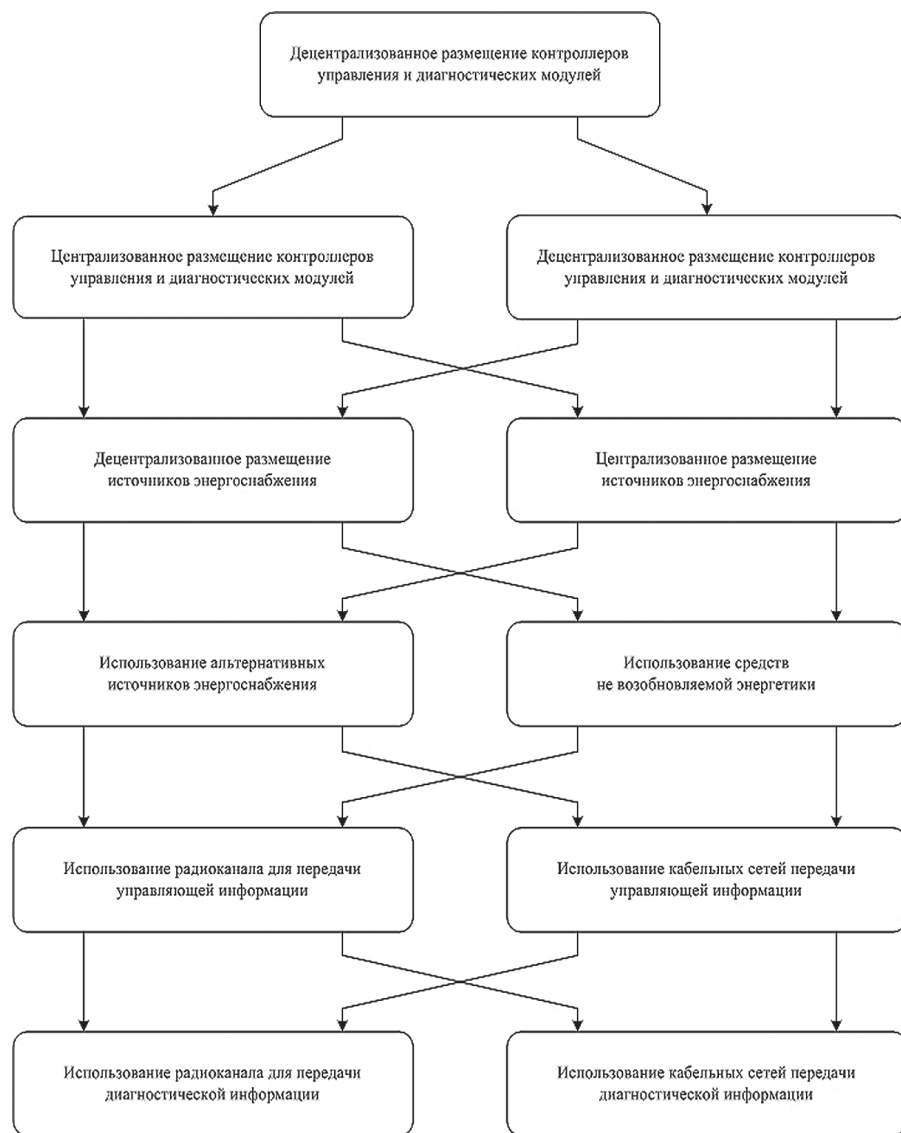 Децентрализованное размещение контроллеров
управления и диагностических модулей
Централизованное размещение контроллеров
управления и диагностических модулей
Децентрализованное размещение контроллеров
управления и диагностических модулей
Децентрализованное размещение
источников энергоснабжения
Централизованное размещение
источников энергоснабжения
Использование альтернативных
источников энергоснабжения
Использование средств
не возобновляемой энергетики
Использование радиоканала для передачи
управляющей информации
Использование кабельных сетей передачи
управляющей информации
Использование радиоканала для передачи
диагностической информации
Использование кабельных сетей передачи
диагностической информации